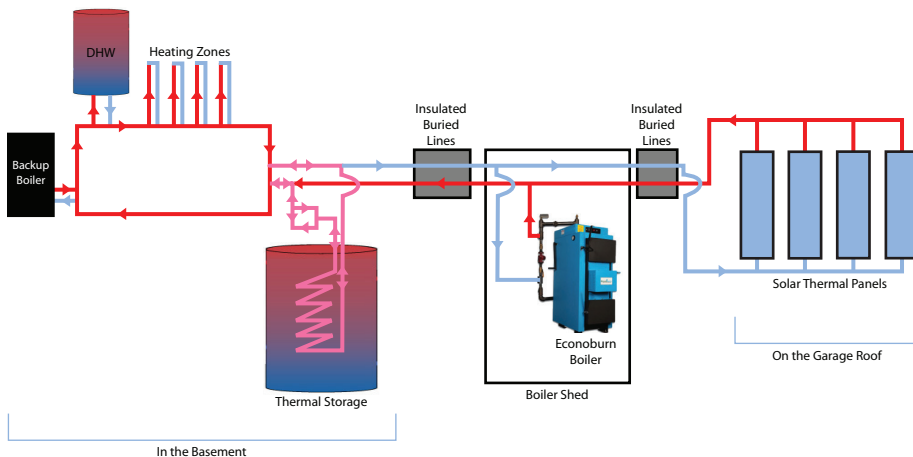 DHW
Heating Zones
Backup
Boiler
Insulated
Buried
Lines
Insulated
Buried
Lines
Econoburn
Boiler
Boiler Shed
Solar Thermal Panels
On the Garage Roof
Thermal Storage
In the Basement